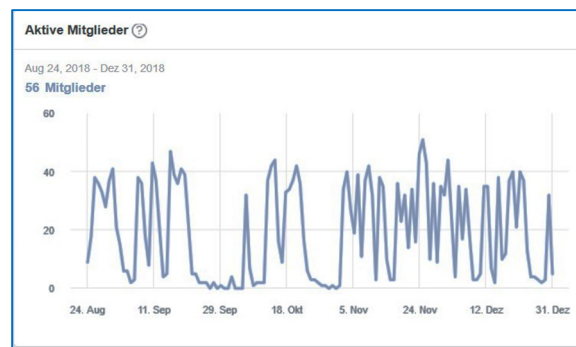 Aktive Mitglieder ?
Aug 24, 2018 - Dez 31, 2018
56 Mitglieder
60
40
20
0
24. Aug 11. Sep 29. Sep 18. Okt 5. Nov 24. Nov 12. Dez 31. Dez